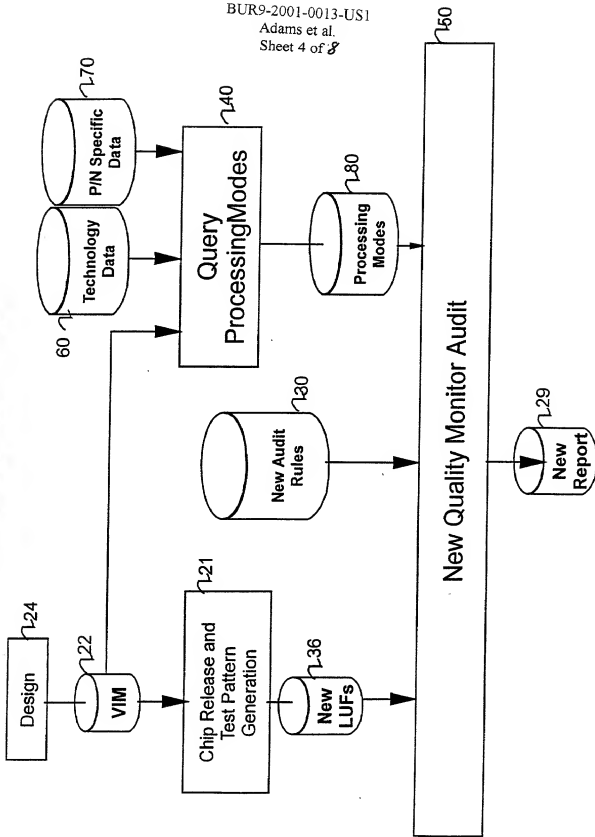 BUR9-2001-0013-US1
Adams et al.
Sheet 4 of 8
Design
24
VIM
22
Chip Release and
Test Pattern
Generation
21
New
LUFs
36
New Audit
Rules
30
60
Technology
Data
P/N Specific
Data
70
Query
ProcessingModes
40
Processing
Modes
80
New Quality Monitor Audit
50
New
Report
29